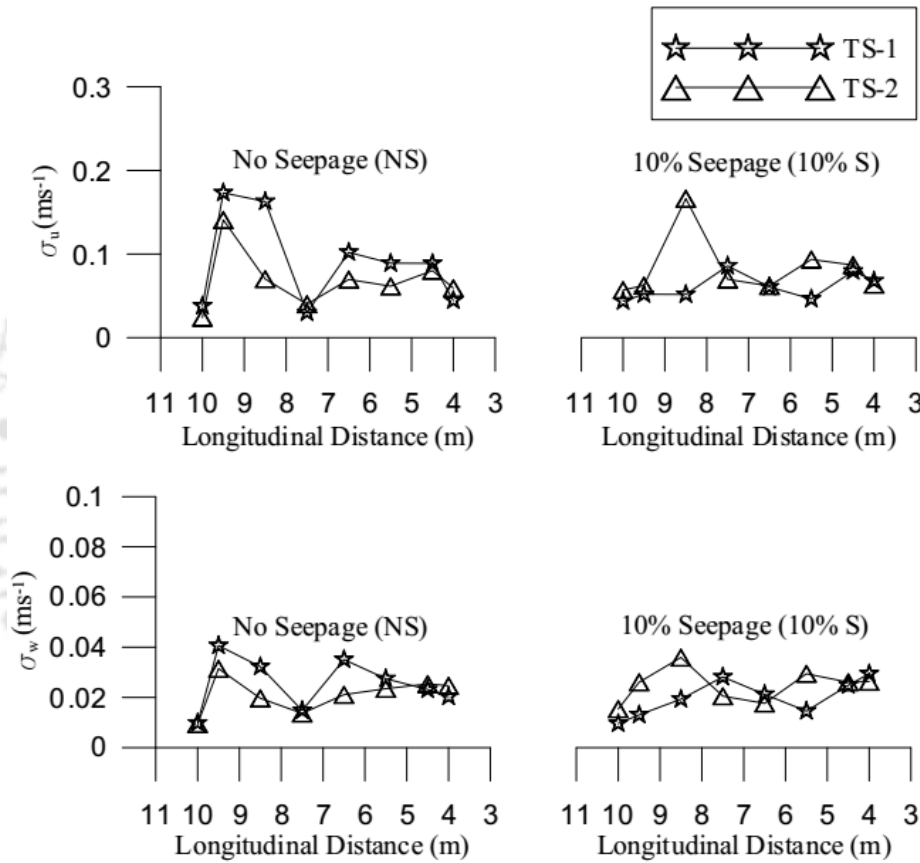 TS-1
TS-2
0.3
0.2
0.1
0
σu(ms-1)
No Seepage (NS)
10% Seepage (10% S)
11 10 9 8 7 6 5 4 3
11 10 9 8 7 6 5 4 3
Longitudinal Distance (m)
Longitudinal Distance (m)
0.1
0.08
0.06
0.04
0.02
0
σw(ms-1)
No Seepage (NS)
10% Seepage (10% S)
11 10 9 8 7 6 5 4 3
11 10 9 8 7 6 5 4 3
Longitudinal Distance (m)
Longitudinal Distance (m)